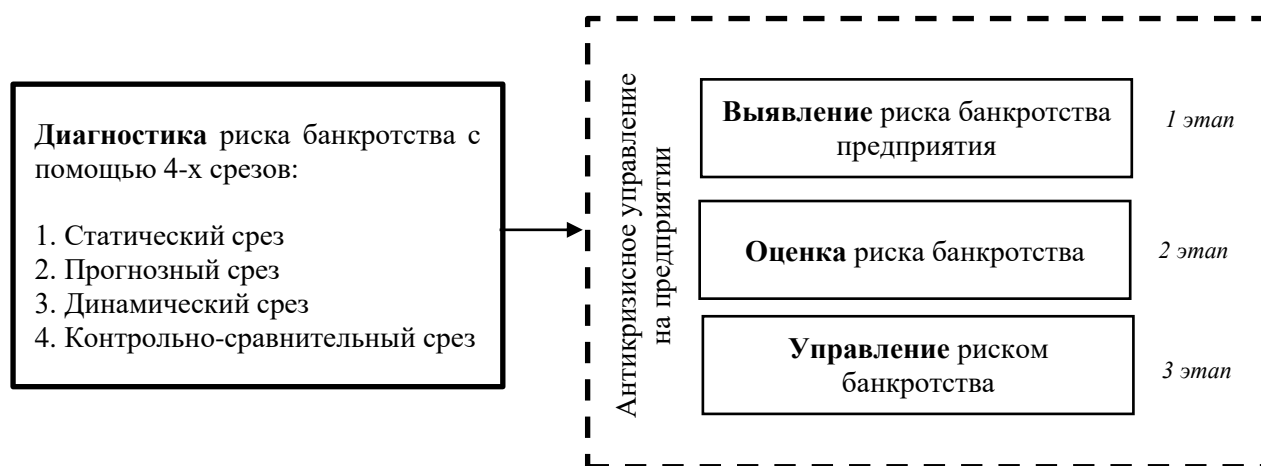 Диагностика риска банкротства с
помощью 4-х срезов:
1. Статический срез
2. Прогнозный срез
3. Динамический срез
4. Контрольно-сравнительный срез
Антикризисное управление
на предприятии
Выявление риска банкротства
предприятия
1 этап
Оценка риска банкротства
2 этап
Управление риском
банкротства
3 этап